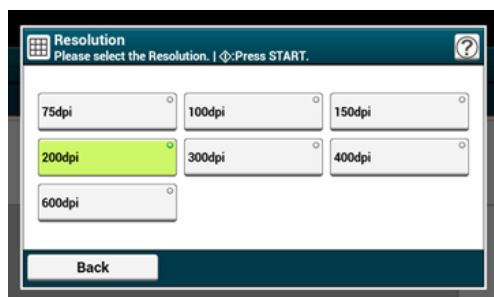 Resolution
Please select the Resolution. | :Press START.
?
75dpi
100dpi
150dpi
200dpi
300dpi
400dpi
600dpi
Back